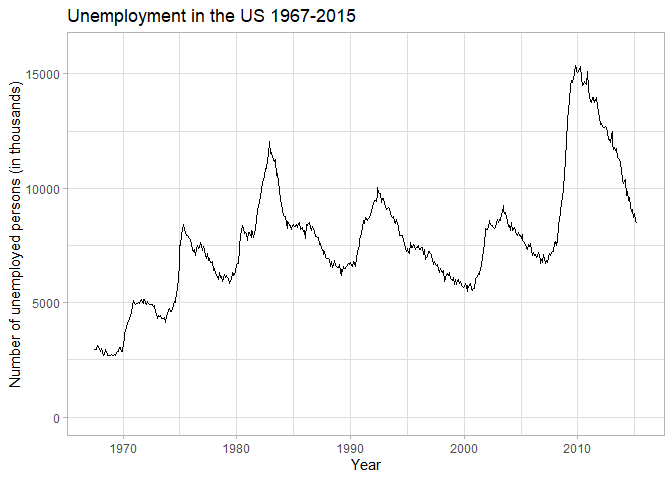 Unemployment in the US 1967-2015
Number of unemployed persons (in thousands)
15000
10000
5000
0
1970 1980 1990 2000 2010
Year